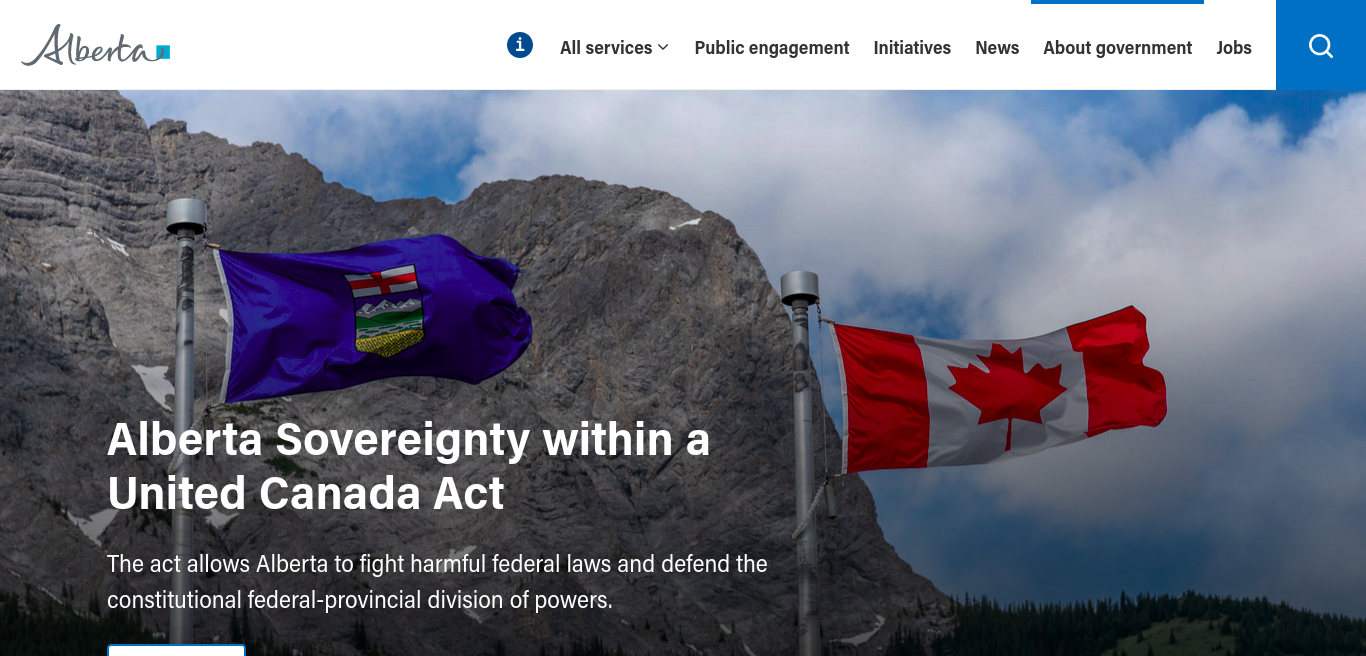 Alberta
i
All services
Public engagement
Initiatives
News
About government
Jobs
Alberta Sovereignty within a
United Canada Act
The act allows Alberta to fight harmful federal laws and defend the
constitutional federal-provincial division of powers.